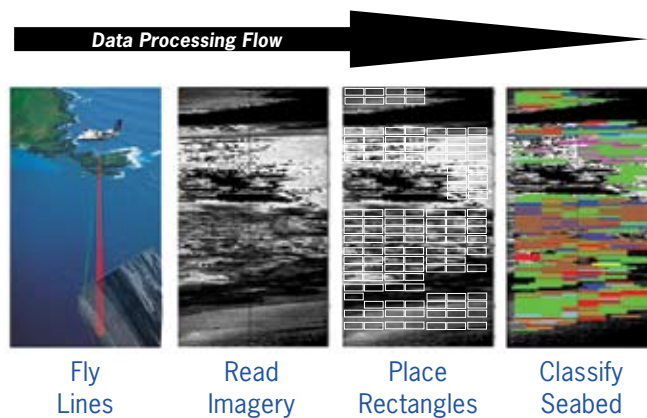 Data Processing Flow
Fly
Lines
Read
Imagery
Place
Rectangles
Classify
Seabed